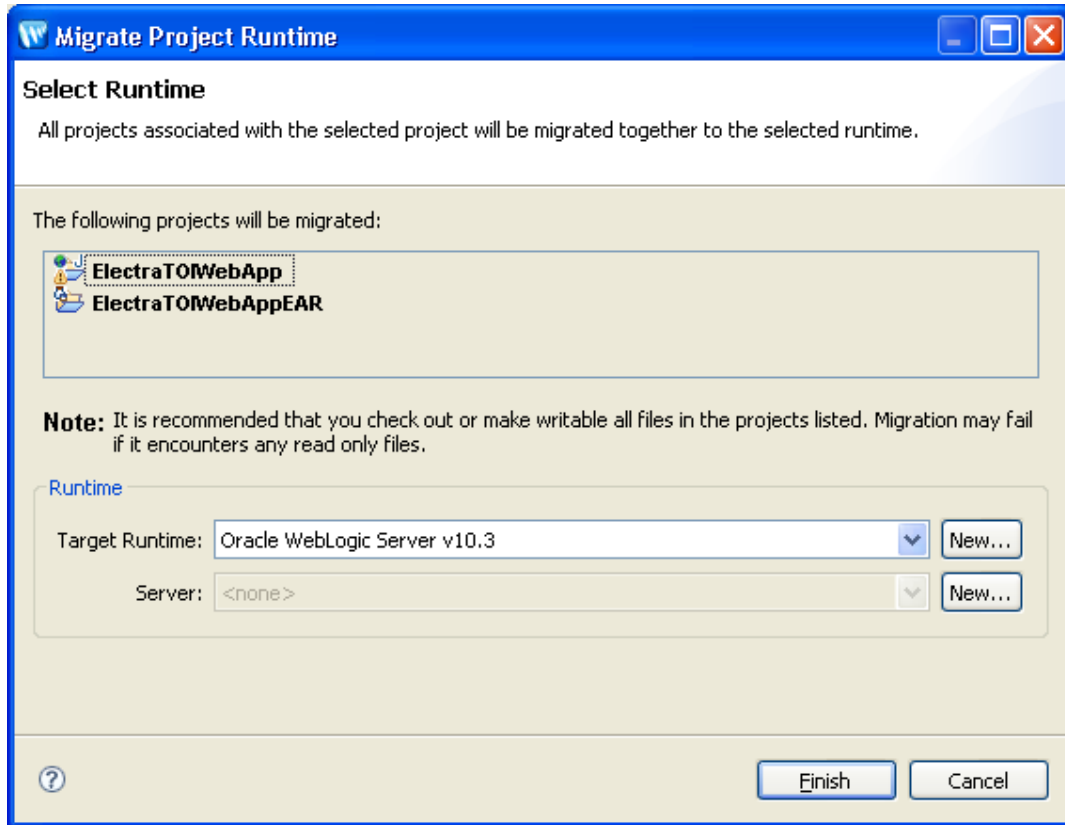 Migrate Project Runtime
Select Runtime
All projects associated with the selected project will be migrated together to the selected runtime.
The following projects will be migrated:
ElectraTOIWebApp
ElectraTOIWebAppEAR
Note: It is recommended that you check out or make writable all files in the projects listed. Migration may fail
if it encounters any read only files.
Runtime
Target Runtime: Oracle WebLogic Server v10.3 New...
Server: <none> New...
Finish Cancel